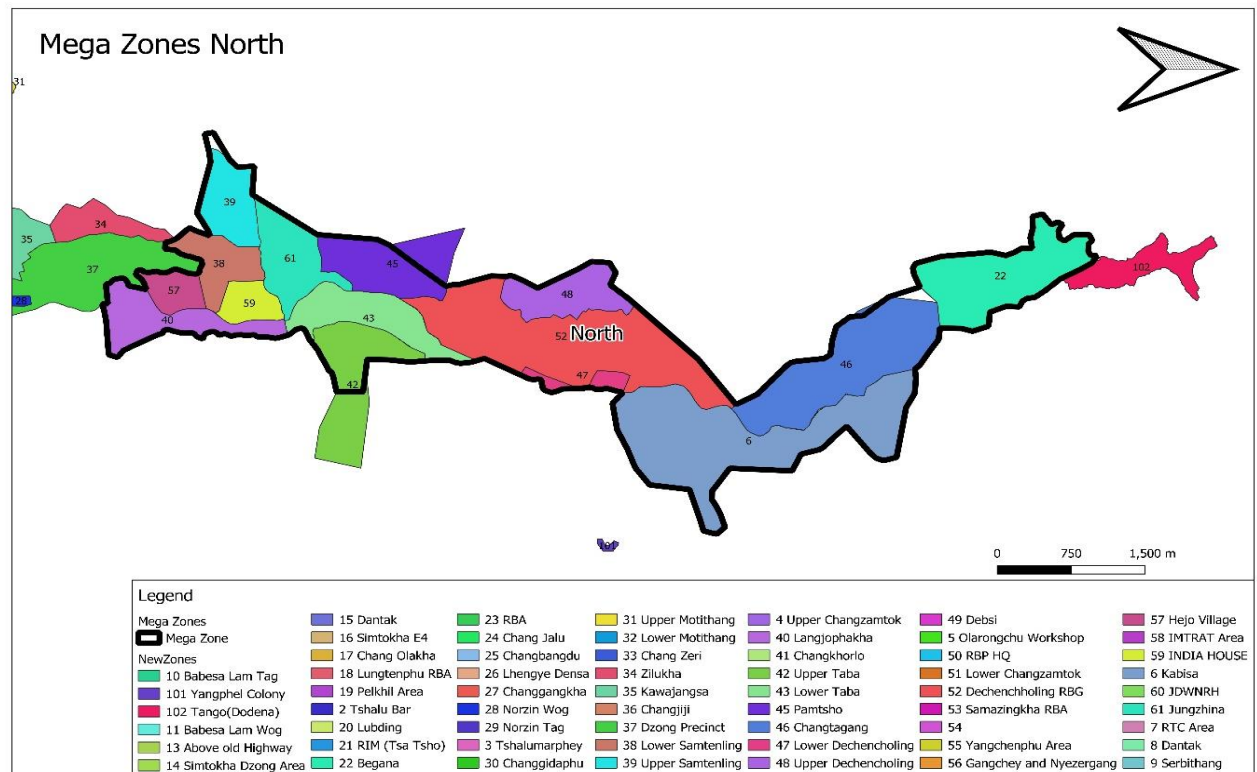 Mega Zones North
31
39
34
35
37
38
61
45
57
59
28
40
43
42
48
52
North
47
22
102
46
6
101
0 750 1,500 m
Legend
Mega Zones
Mega Zone
NewZones
10 Babesa Lam Tag
101 Yangphel Colony
102 Tango(Dodena)
11 Babesa Lam Wog
13 Above old Highway
14 Simtokha Dzong Area
15 Dantak
16 Simtokha E4
17 Chang Olakha
18 Lungtenphu RBA
19 Pelkhil Area
2 Tshalu Bar
20 Lubding
21 RIM (Tsa Tsho)
22 Begana
23 RBA
24 Chang Jalu
25 Changbangdu
26 Lhengye Densa
27 Changgangkha
28 Norzin Wog
29 Norzin Tag
3 Tshalumarphey
30 Changgidaphu
31 Upper Motithang
32 Lower Motithang
33 Chang Zeri
34 Zilukha
35 Kawajangsa
36 Changjiji
37 Dzong Precinct
38 Lower Samtenling
39 Upper Samtenling
4 Upper Changzamtok
40 Langjophakha
41 Changkhorlo
42 Upper Taba
43 Lower Taba
45 Pamtsho
46 Changtagang
47 Lower Dechencholing
48 Upper Dechencholing
49 Debsi
5 Olarongchu Workshop
50 RBP HQ
51 Lower Changzamtok
52 Dechenchholing RBG
53 Samazingkha RBA
54
55 Yangchenphu Area
56 Gangchey and Nyezergang
57 Hejo Village
58 IMTRAT Area
59 INDIA HOUSE
6 Kabisa
60 JDWNRH
61 Jungzhina
7 RTC Area
8 Dantak
9 Serbithang